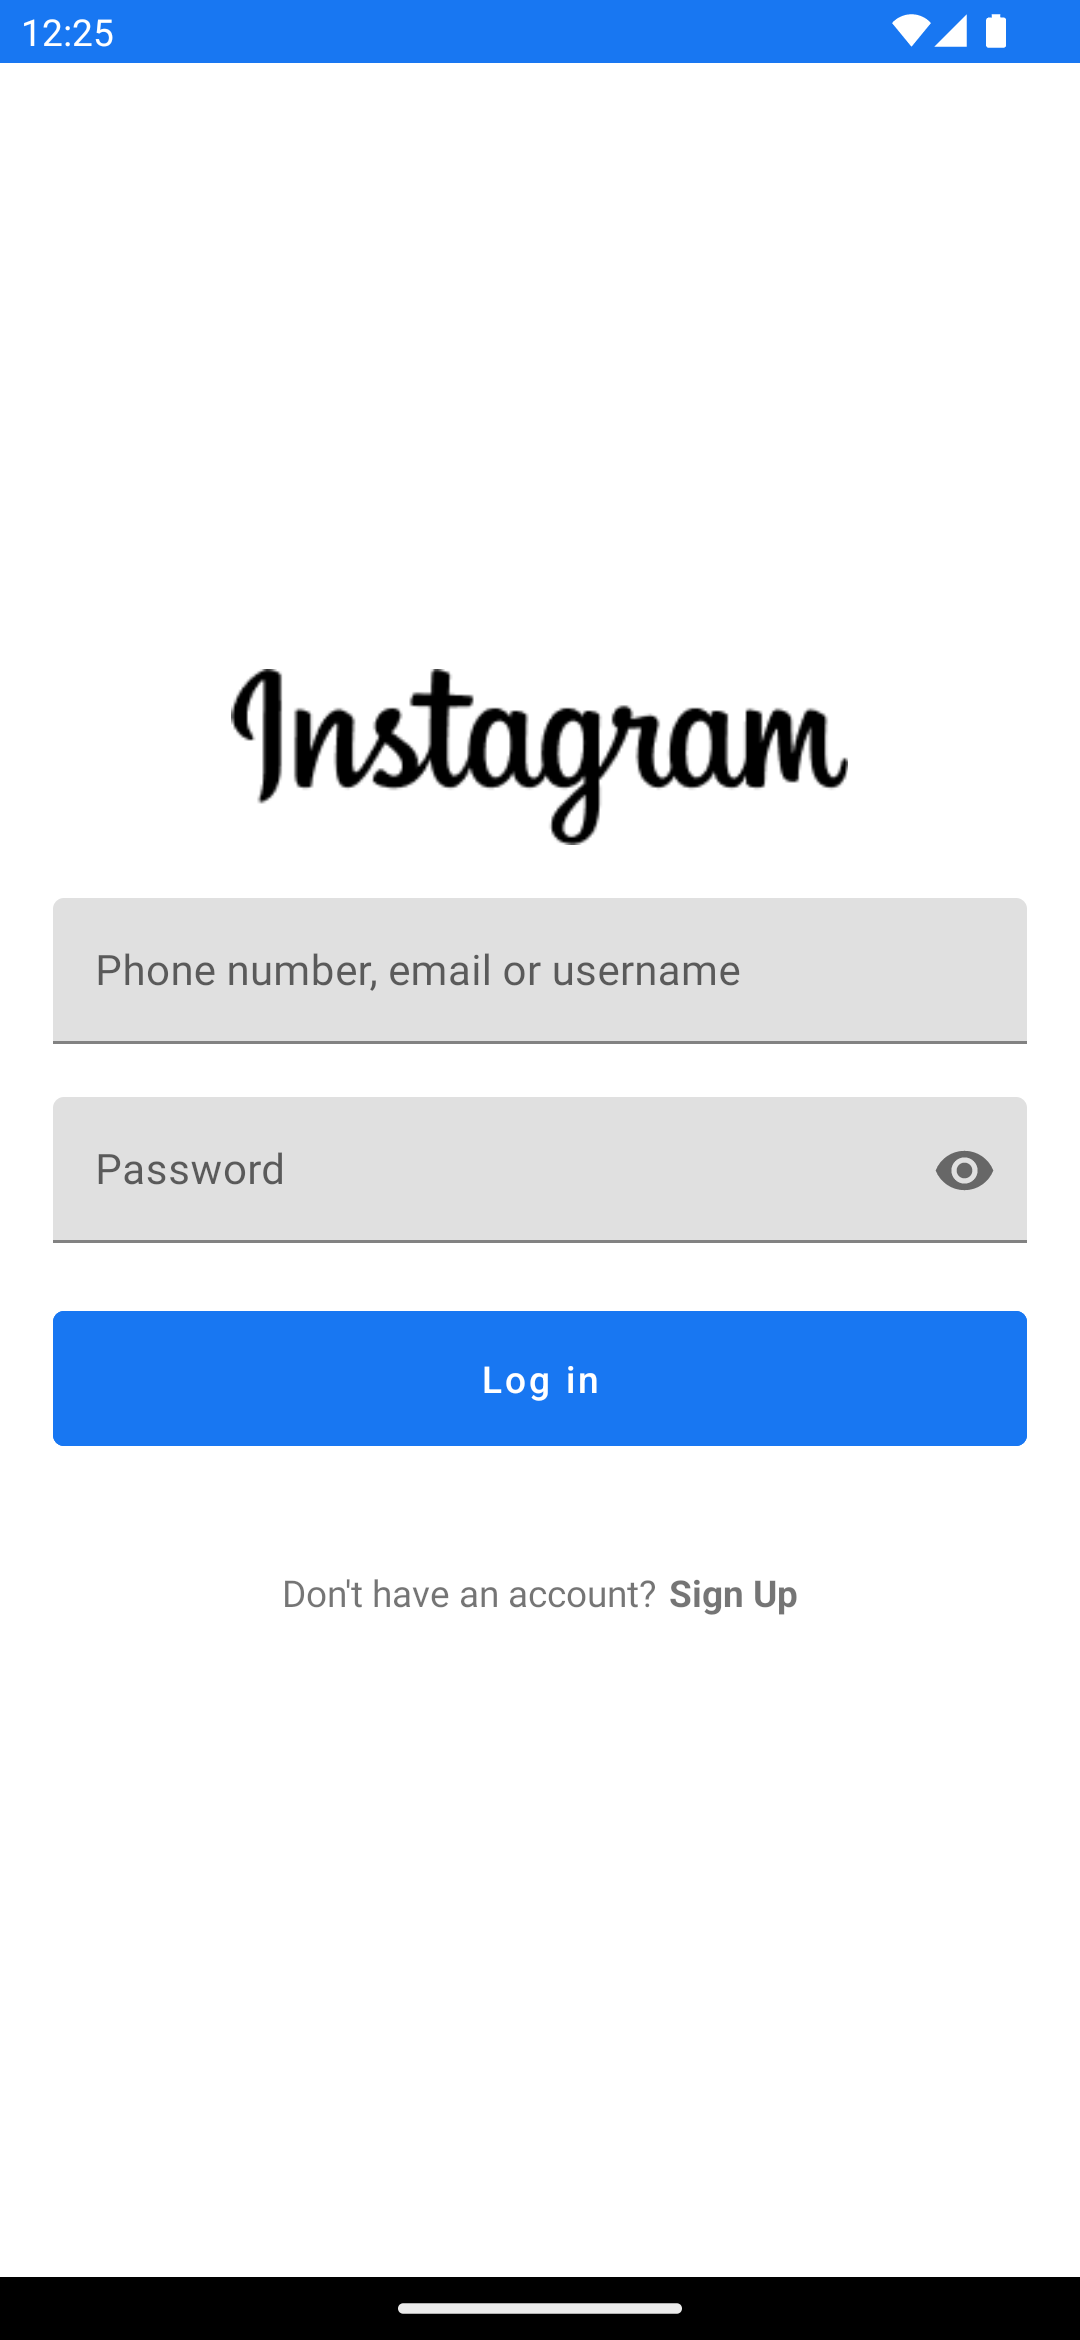 12:25
Instagram
Phone number, email or username
Password
Log in
Don't have an account? Sign Up